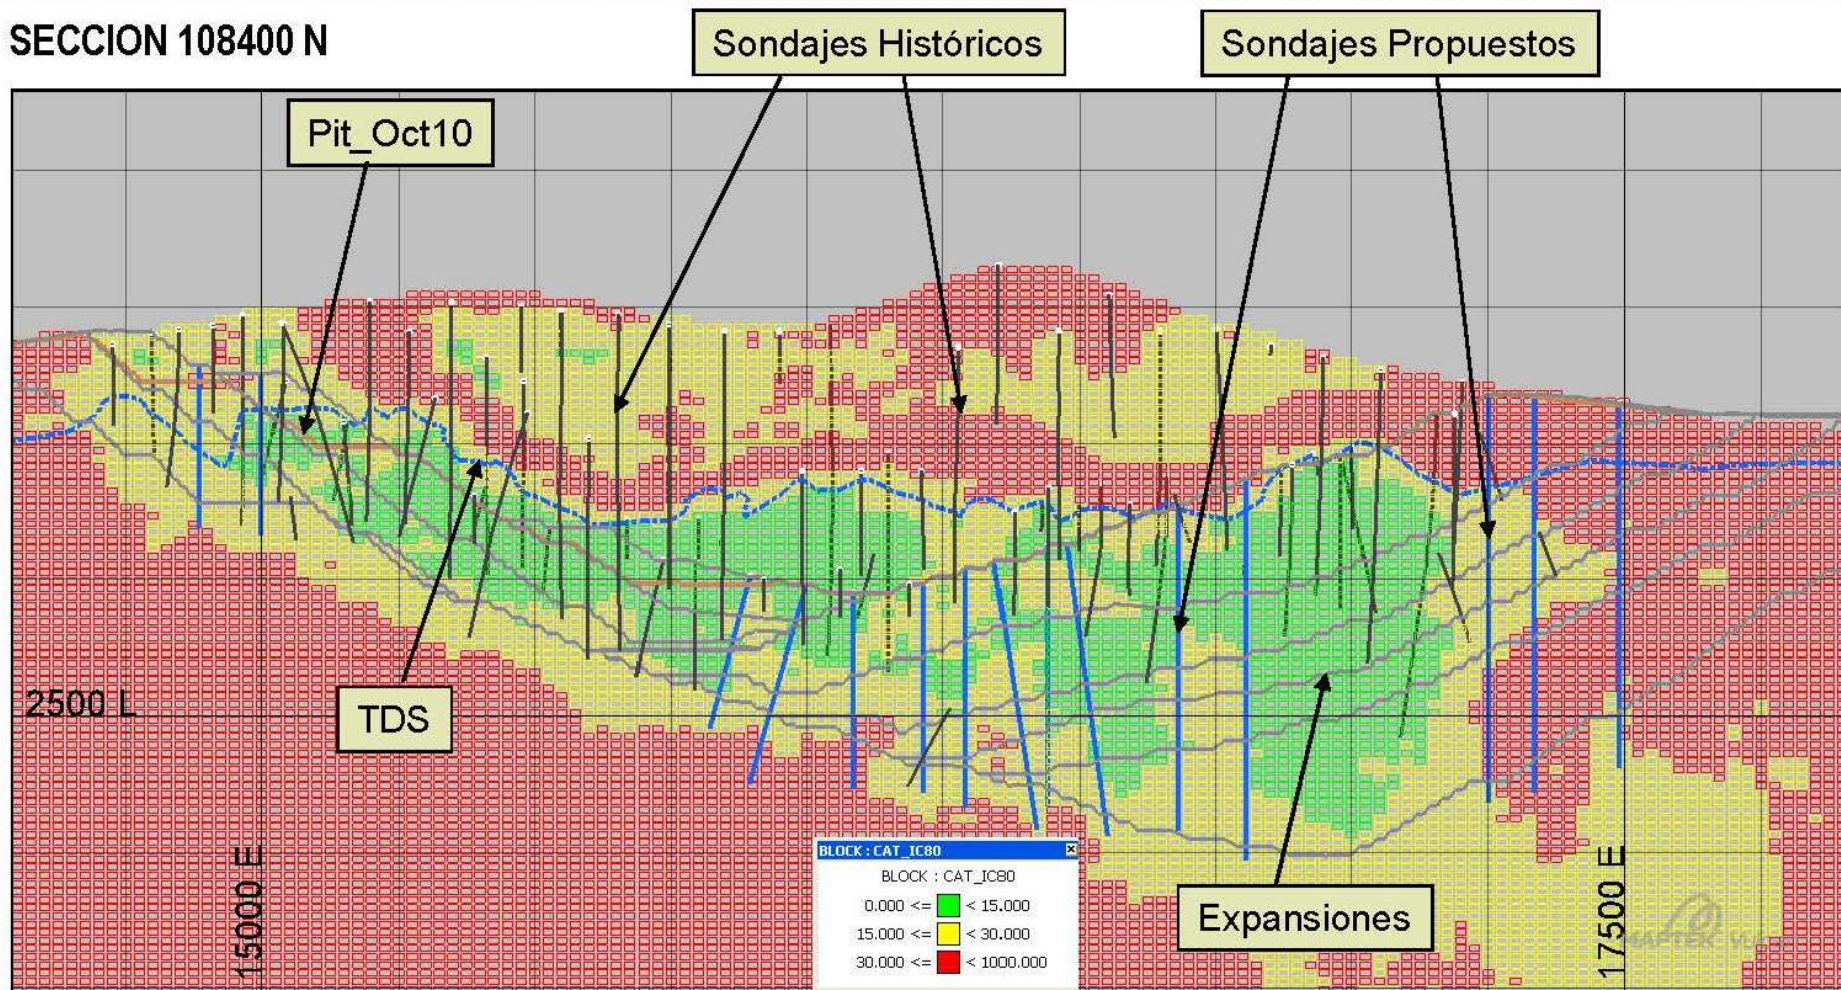 SECCION 108400 N
Sondajes Históricos
Sondajes Propuestos
Pit_Oct10
TDS
2500 L
15000 E
17500 E
Expansiones
BLOCK : CAT_IC80
BLOCK : CAT_IC80
0.000 <= < 15.000
15.000 <= < 30.000
30.000 <= < 1000.000
MAPTEK